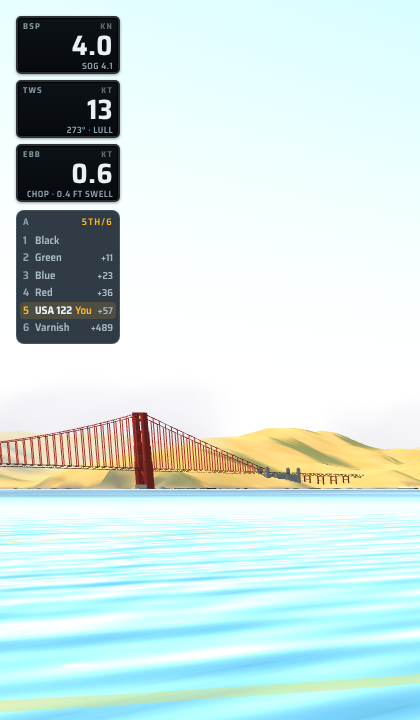 BSP KN
4.0
SOG 4.1
TWS KT
13
273° · LULL
EBB KT
0.6
CHOP · 0.4 FT SWELL
A 5TH/6
1 Black
2 Green +11
3 Blue +23
4 Red +36
5 USA 122 You +57
6 Varnish +489